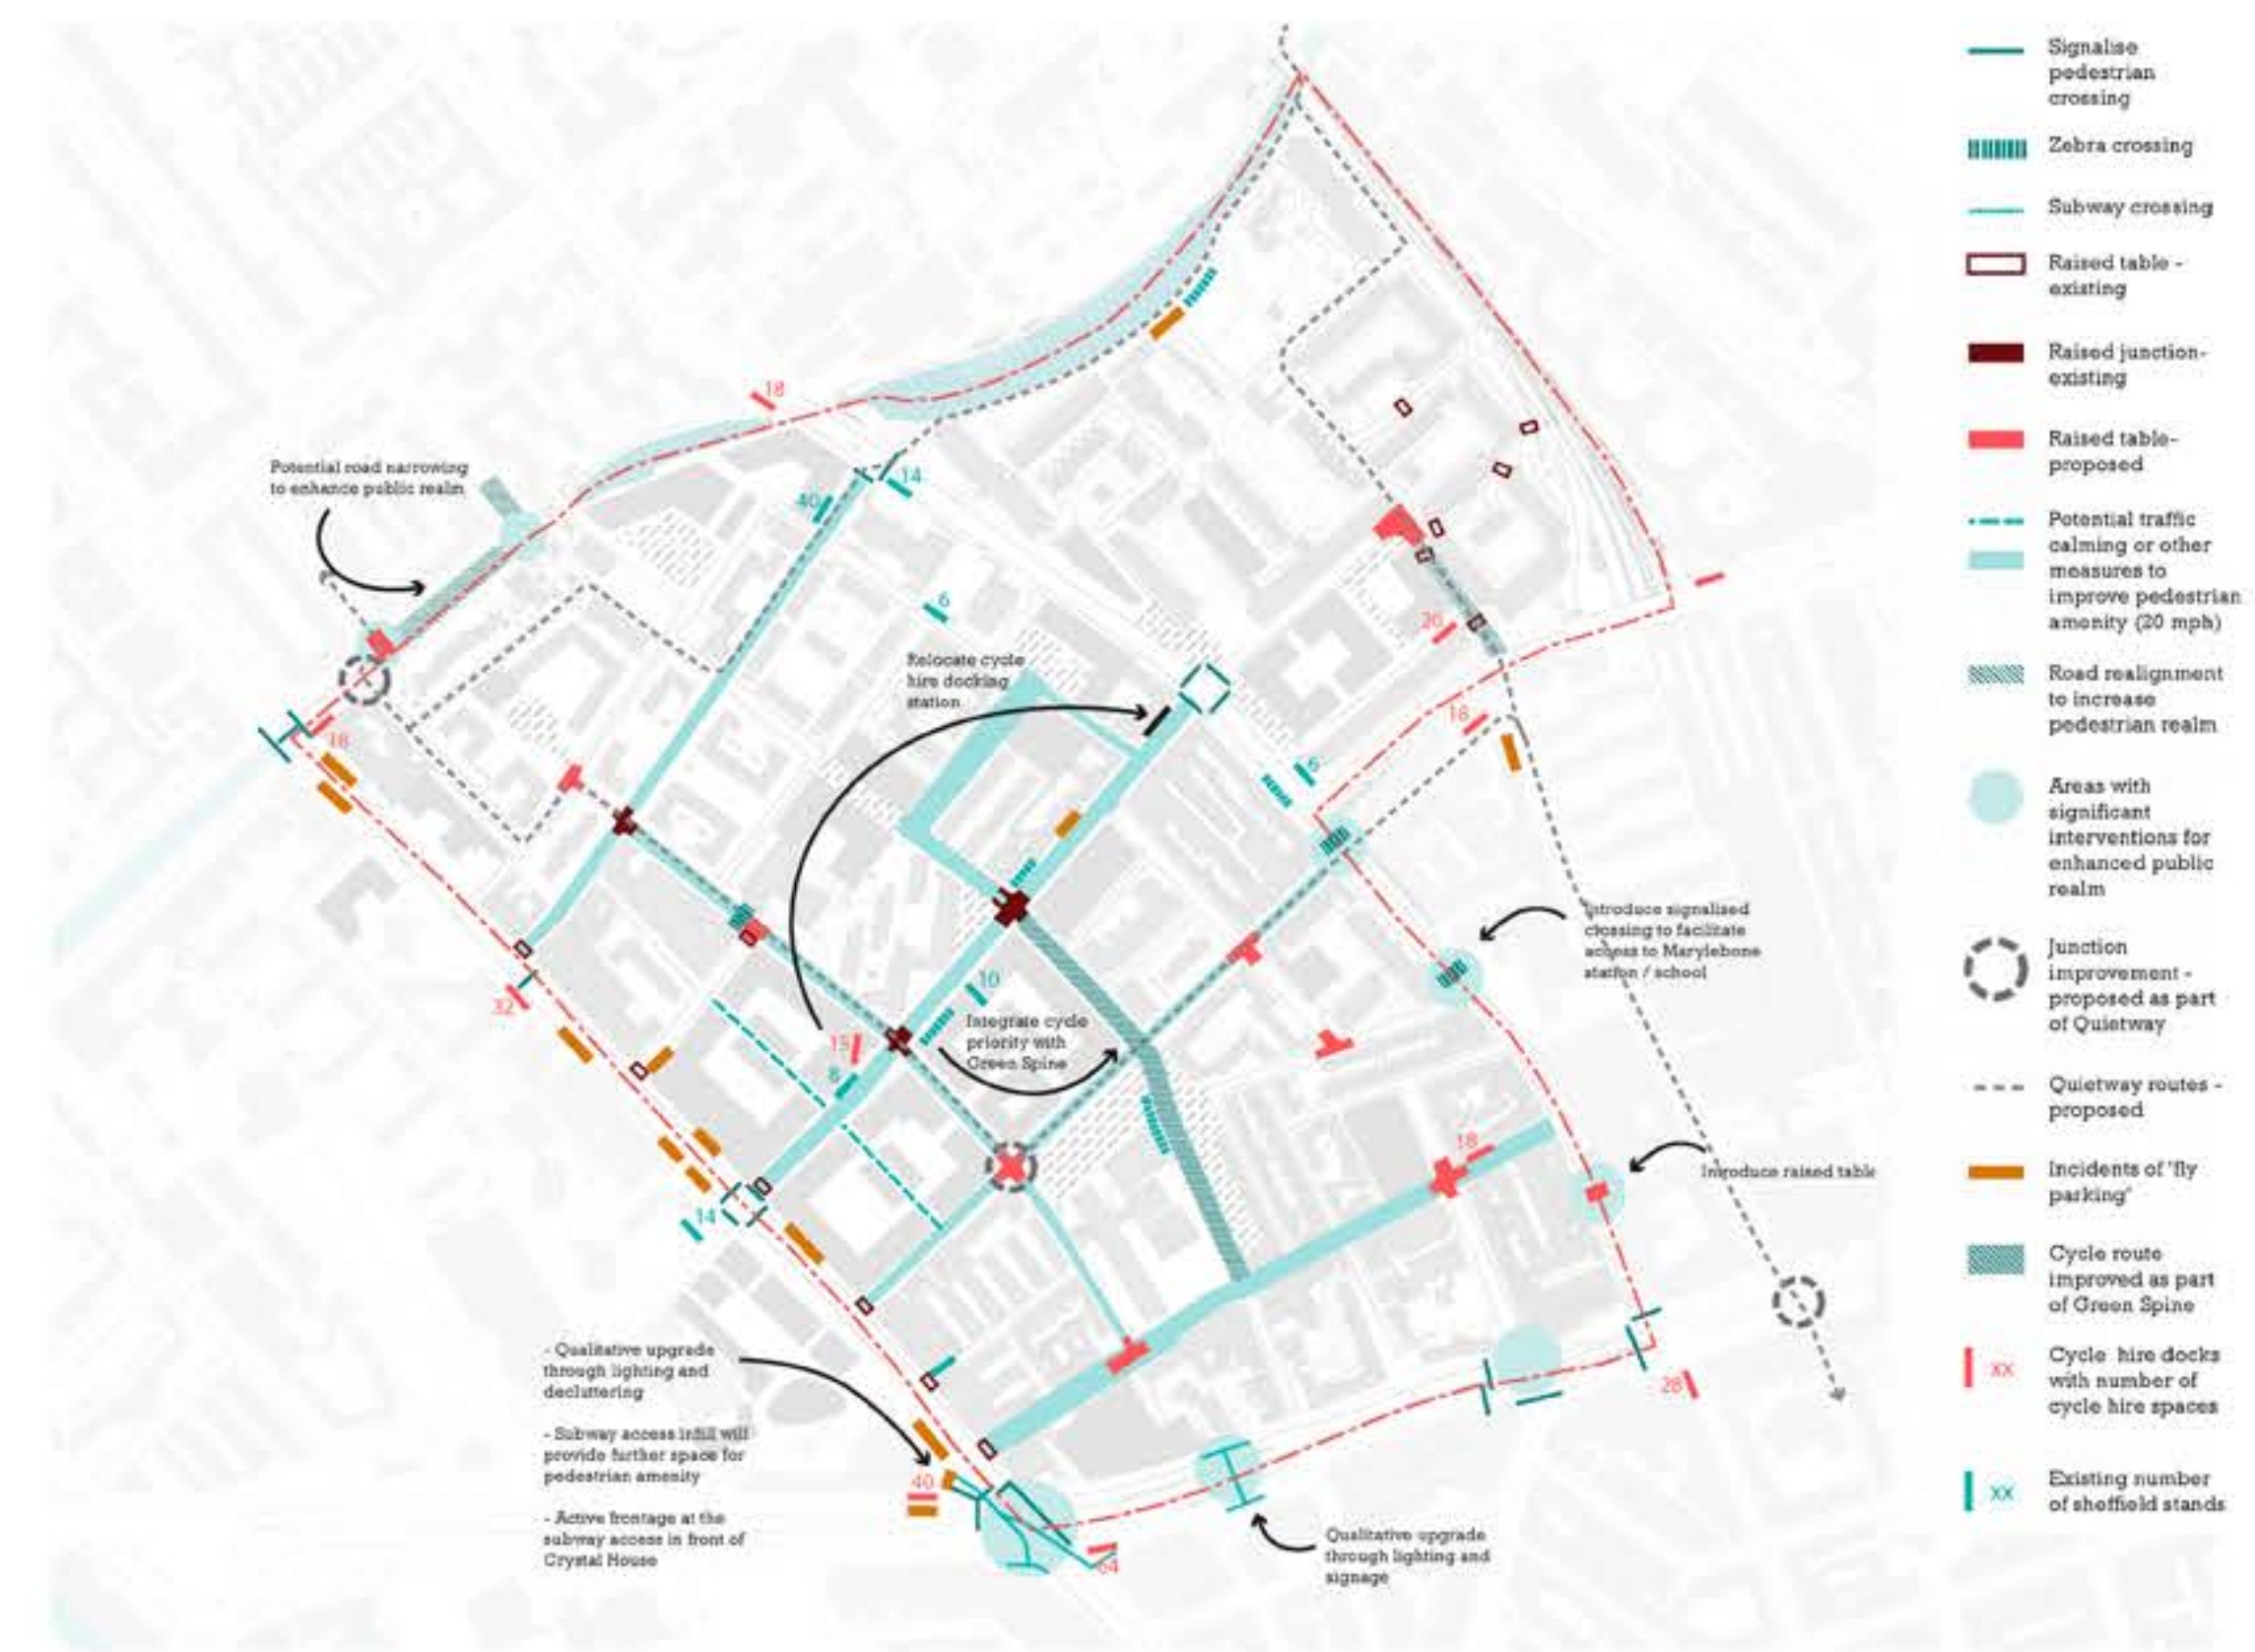 18
Potential road narrowing
to enhance public realm
14
40
6
Relocate cycle
hire docking
station
18
6
18
Introduce signalised
crossing to facilitate
access to Marylebone
station / school
32
10
Integrate cycle
priority with
Green Spine
8
18
Introduce raised table
14
- Qualitative upgrade
through lighting and
decluttering
- Subway access infill will
provide further space for
pedestrian amenity
- Active frontage at the
subway access in front of
Crystal House
40
28
64
Qualitative upgrade
through lighting and
signage
Signalise
pedestrian
crossing
Zebra crossing
Subway crossing
Raised table -
existing
Raised junction-
existing
Raised table-
proposed
Potential traffic
calming or other
measures to
improve pedestrian
amenity (20 mph)
Road realignment
to increase
pedestrian realm
Areas with
significant
interventions for
enhanced public
realm
Junction
improvement -
proposed as part
of Quietway
Quietway routes -
proposed
Incidents of 'fly
parking'
Cycle route
improved as part
of Green Spine
xx
Cycle hire docks
with number of
cycle hire spaces
xx
Existing number
of sheffield stands